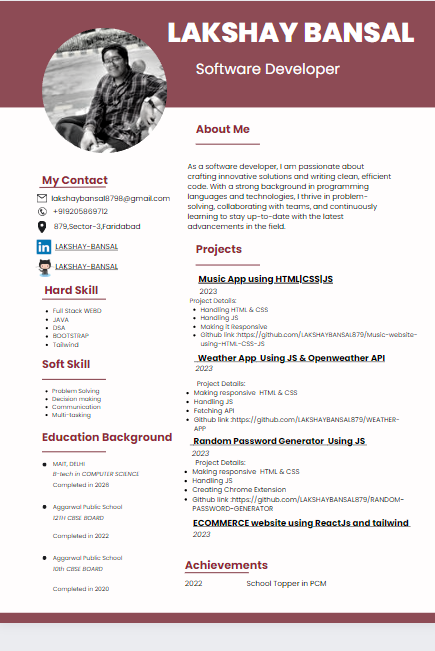 LAKSHAY BANSAL
Software Developer
My Contact
lakshaybansal8798@gmail.com
+919205869712
879,Sector-3,Faridabad
LAKSHAY-BANSAL
LAKSHAY-BANSAL
Hard Skill
Full Stack WEBD
JAVA
DSA
BOOTSTRAP
Tailwind
Soft Skill
Problem Solving
Decision making
Communication
Multi-tasking
Education Background
MAIT, DELHI
B-tech in COMPUTER SCIENCE
Completed in 2026
Aggarwal Public School
12TH CBSE BOARD
Completed in 2022
Aggarwal Public School
10th CBSE BOARD
Completed in 2020
About Me
As a software developer, I am passionate about
crafting innovative solutions and writing clean, efficient
code. With a strong background in programming
languages and technologies, I thrive in problem-
solving, collaborating with teams, and continuously
learning to stay up-to-date with the latest
advancements in the field.
Projects
Music App using HTML|CSS|JS
2023
Project Details:
Handling HTML & CSS
Handling JS
Making it Responsive
Github link :https://github.com/LAKSHAYBANSAL879/Music-website-
using-HTML-CSS-JS
Weather App Using JS & Openweather API
2023
Project Details:
Making responsive HTML & CSS
Handling JS
Fetching API
Github link :https://github.com/LAKSHAYBANSAL879/WEATHER-
APP
Random Password Generator Using JS
2023
Project Details:
Making responsive HTML & CSS
Handling JS
Creating Chrome Extension
Github link :https://github.com/LAKSHAYBANSAL879/RANDOM-
PASSWORD-GENERATOR
ECOMMERCE website using ReactJs and tailwind
2023
Achievements
2022 School Topper in PCM